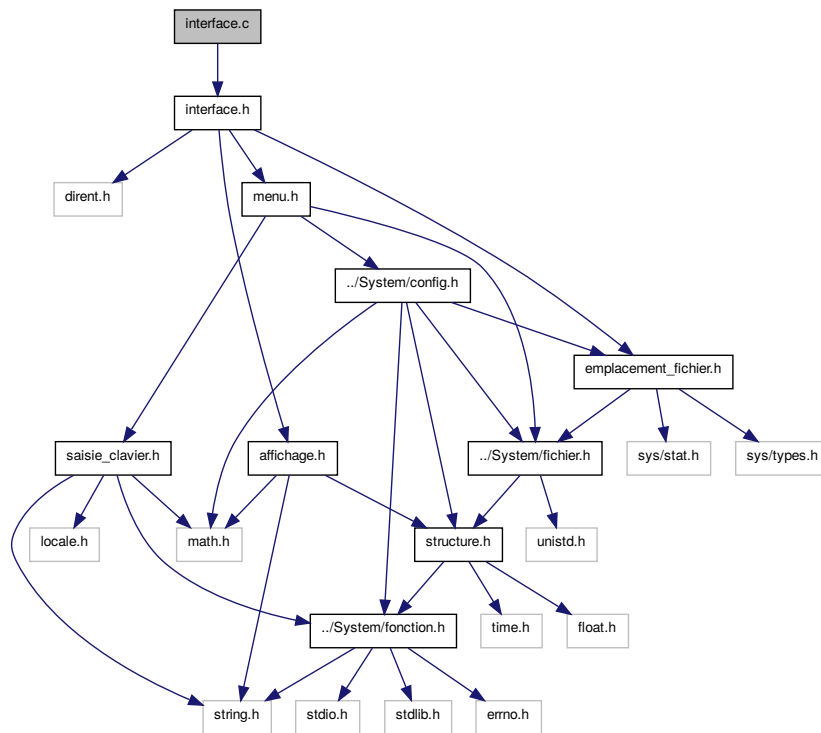 interface.c
interface.h
dirent.h
menu.h
../System/config.h
emplacement_fichier.h
saisie_clavier.h
affichage.h
../System/fichier.h
sys/stat.h
sys/types.h
locale.h
math.h
structure.h
unistd.h
../System/fonction.h
time.h
float.h
string.h
stdio.h
stdlib.h
errno.h